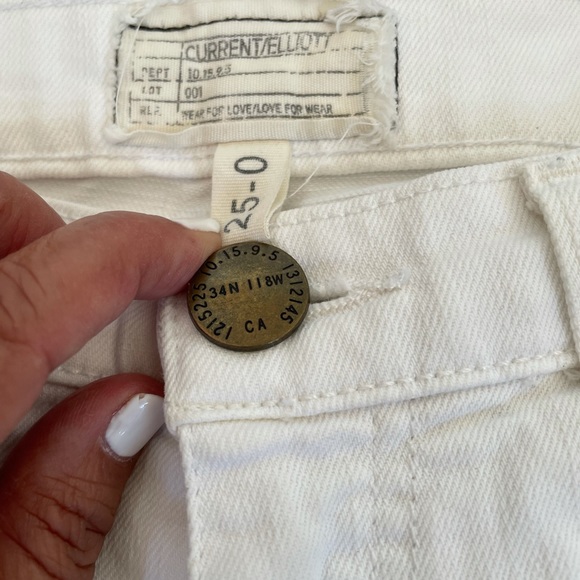 CURRENT/ELLIOTT
DEPT 10.15.9.5
LOT 001
REF. WEAR FOR LOVE/LOVE FOR WEAR
25-0
1215225 10.15.9.5 1312145
34N 118W
CA